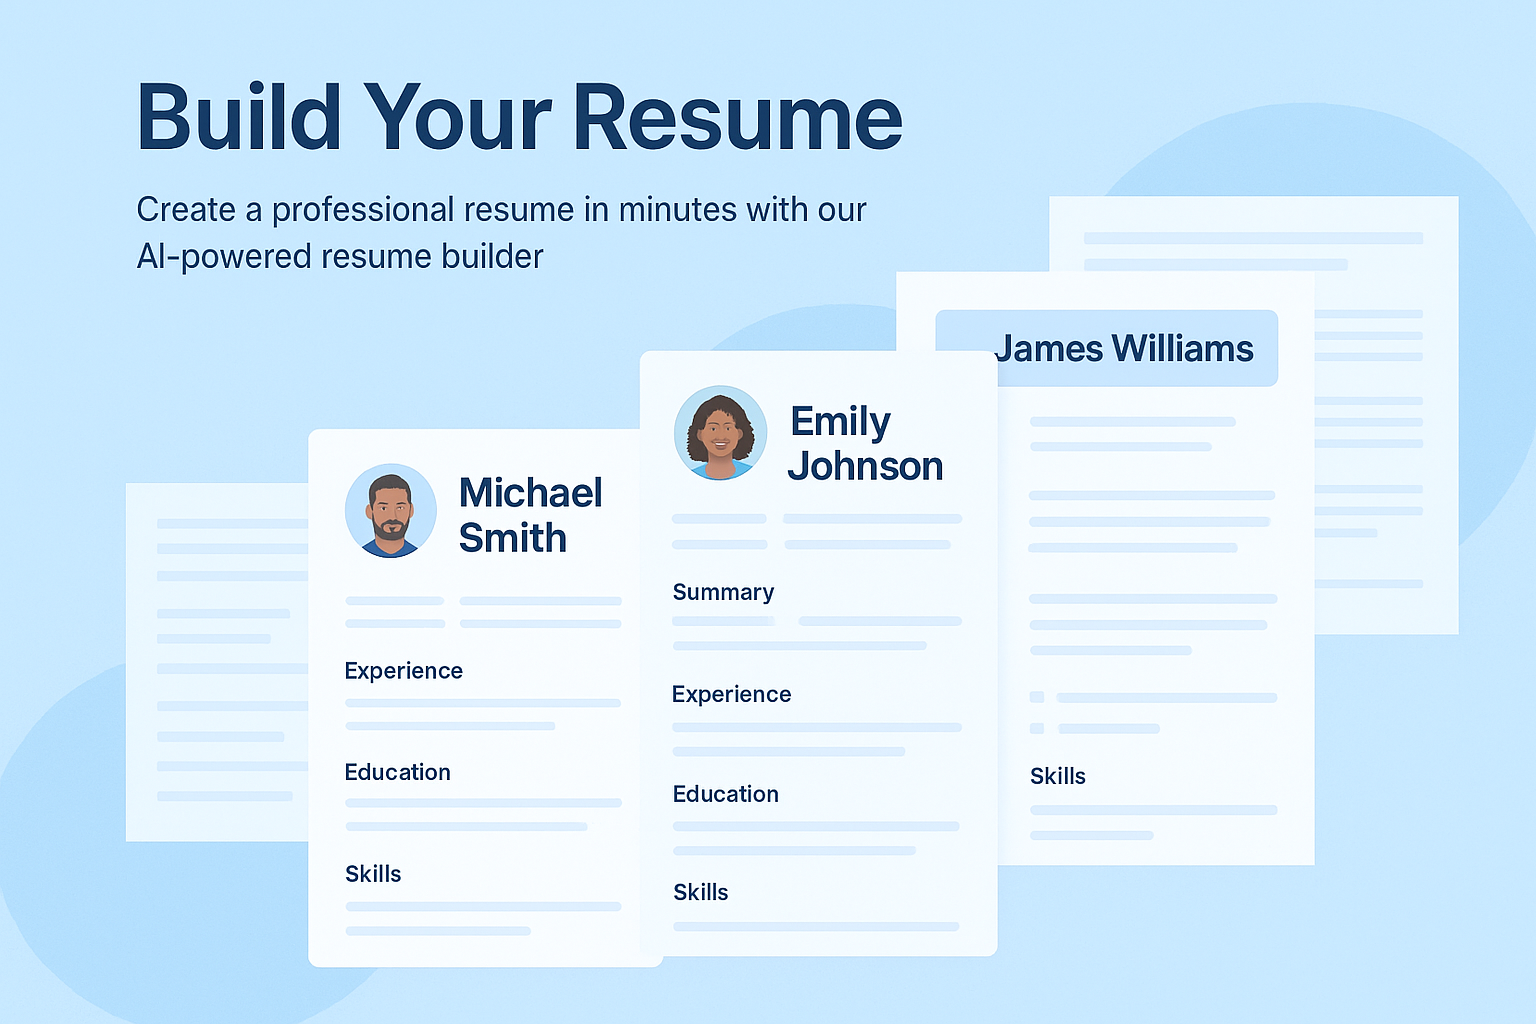 Build Your Resume
Create a professional resume in minutes with our
AI-powered resume builder
Michael
Smith
Experience
Education
Skills
Emily
Johnson
Summary
Experience
Education
Skills
James Williams
Skills